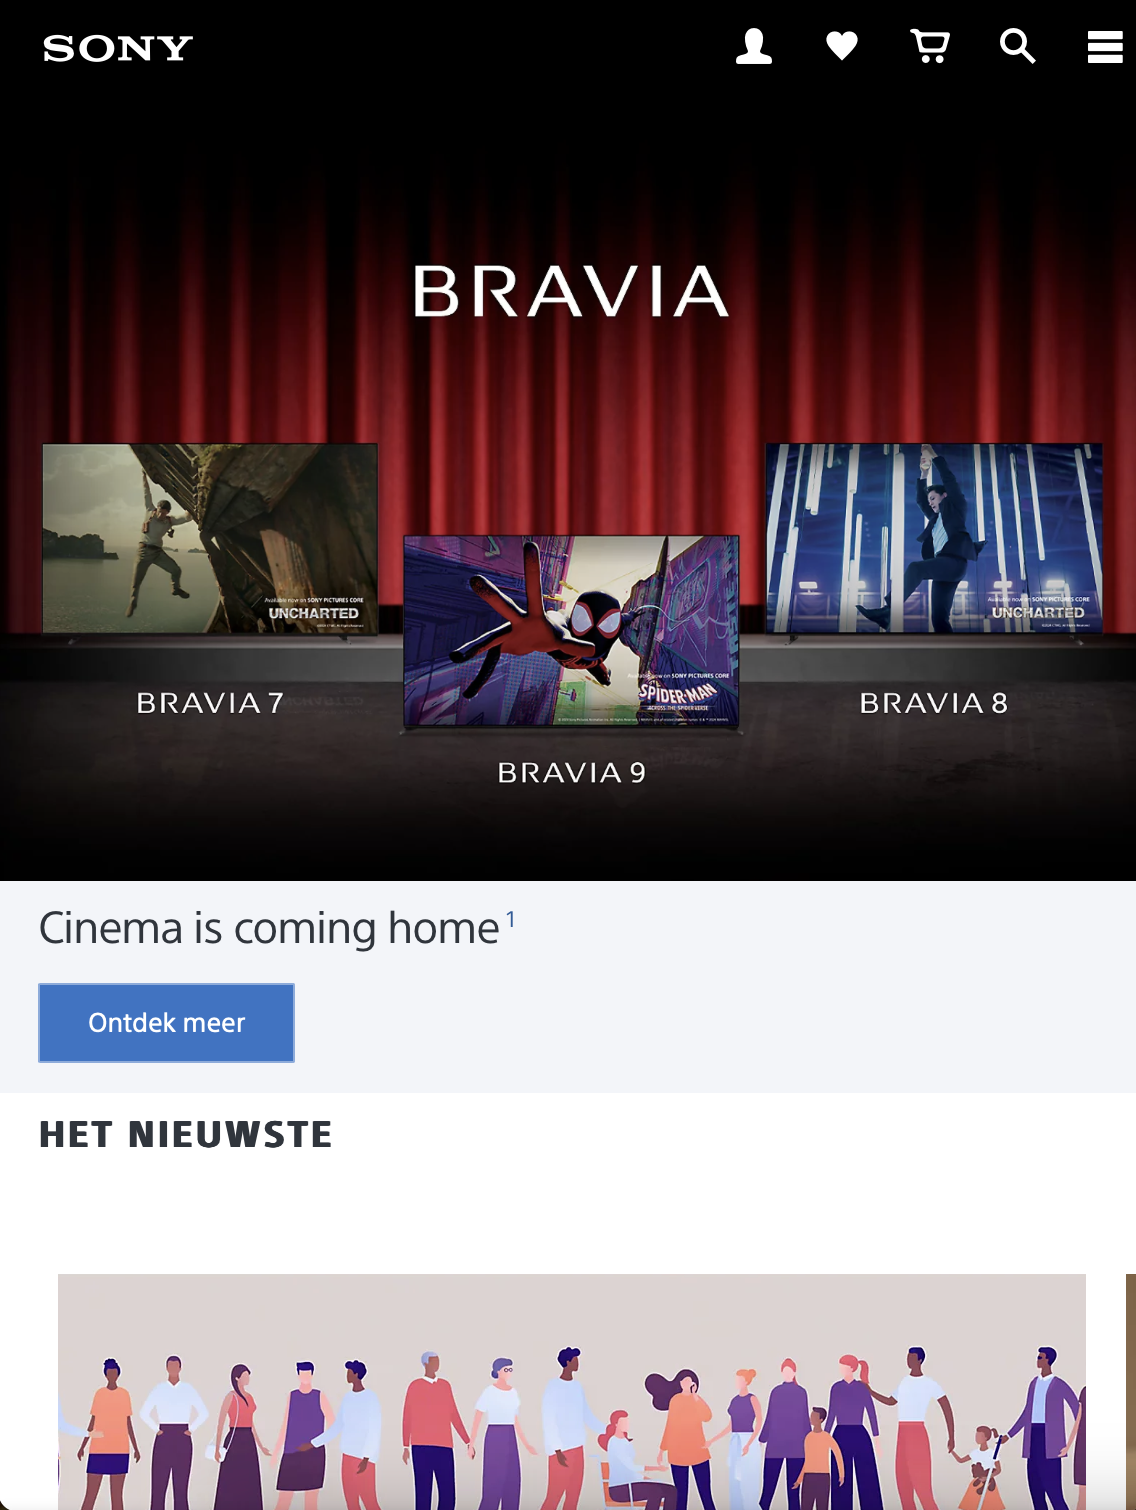 SONY
BRAVIA
Available now on SONY PICTURES CORE
UNCHARTED
Available now on SONY PICTURES CORE
UNCHARTED
Available now on SONY PICTURES CORE
SPIDER-MAN
ACROSS THE SPIDER-VERSE
BRAVIA 7
BRAVIA 8
BRAVIA 9
Cinema is coming home 1
Ontdek meer
HET NIEUWSTE